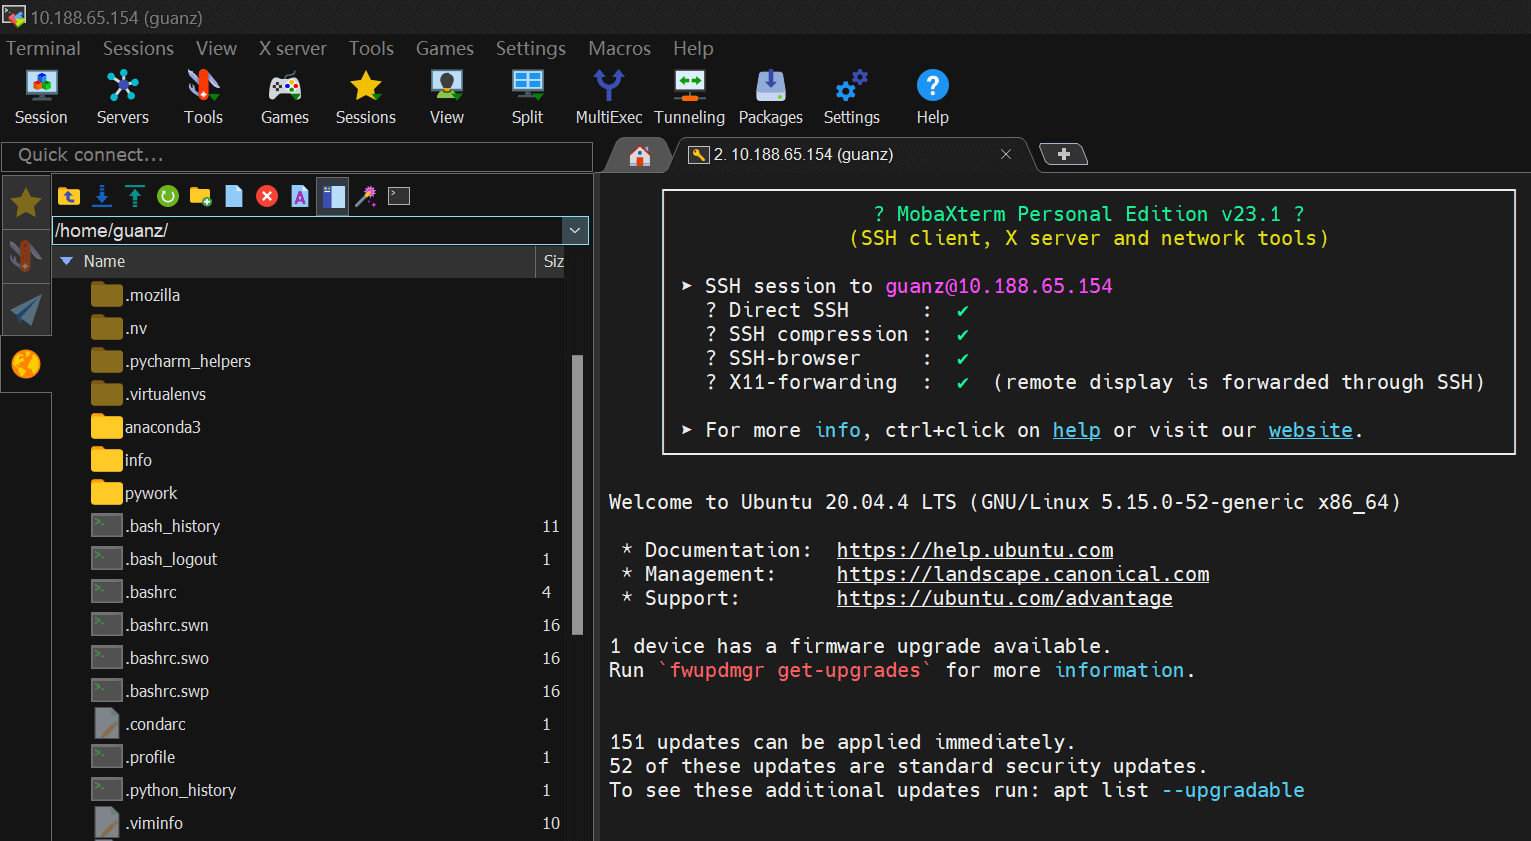 10.188.65.154 (guanz)
Terminal Sessions View X server Tools Games Settings Macros Help
Session Servers Tools Games Sessions View Split MultiExec Tunneling Packages Settings Help
Quick connect...
2. 10.188.65.154 (guanz)
/home/guanz/
Name Siz
.mozilla
.nv
.pycharm_helpers
.virtualenvs
anaconda3
info
pywork
.bash_history 11
.bash_logout 1
.bashrc 4
.bashrc.swn 16
.bashrc.swo 16
.bashrc.swp 16
.condarc 1
.profile 1
.python_history 1
.viminfo 10
? MobaXterm Personal Edition v23.1 ?
(SSH client, X server and network tools)
➤ SSH session to guanz@10.188.65.154
? Direct SSH : ✔
? SSH compression : ✔
? SSH-browser : ✔
? X11-forwarding : ✔ (remote display is forwarded through SSH)
➤ For more info, ctrl+click on help or visit our website.
Welcome to Ubuntu 20.04.4 LTS (GNU/Linux 5.15.0-52-generic x86_64)
* Documentation: https://help.ubuntu.com
* Management: https://landscape.canonical.com
* Support: https://ubuntu.com/advantage
1 device has a firmware upgrade available.
Run `fwupdmgr get-upgrades` for more information.
151 updates can be applied immediately.
52 of these updates are standard security updates.
To see these additional updates run: apt list --upgradable